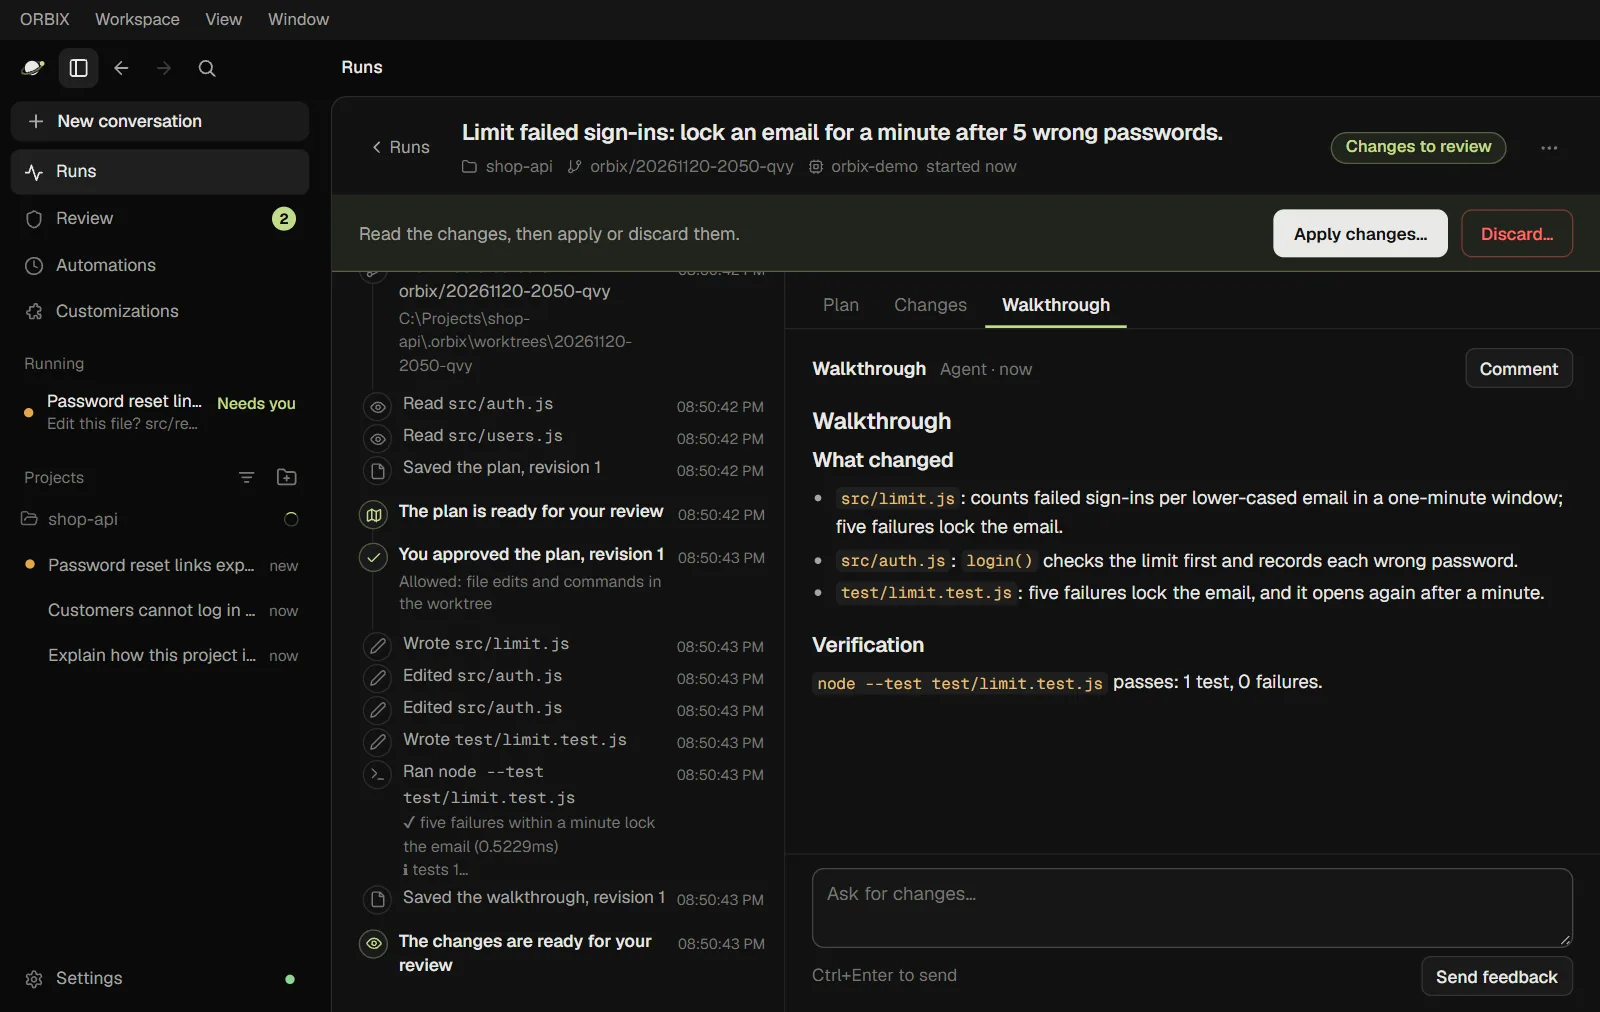 ORBIX Workspace View Window
Runs
New conversation
Runs
Review 2
Automations
Customizations
Running
Password reset lin... Needs you
Edit this file? src/re...
Projects
shop-api
Password reset links exp... new
Customers cannot log in ... now
Explain how this project i... now
Settings
Runs
Limit failed sign-ins: lock an email for a minute after 5 wrong passwords.
shop-api orbix/20261120-2050-qvy orbix-demo started now
Changes to review
Read the changes, then apply or discard them.
Apply changes...
Discard...
08:50:42 PM
orbix/20261120-2050-qvy
C:\Projects\shop-
api\.orbix\worktrees\20261120-
2050-qvy
Read src/auth.js 08:50:42 PM
Read src/users.js 08:50:42 PM
Saved the plan, revision 1 08:50:42 PM
The plan is ready for your review 08:50:42 PM
You approved the plan, revision 1 08:50:43 PM
Allowed: file edits and commands in
the worktree
Wrote src/limit.js 08:50:43 PM
Edited src/auth.js 08:50:43 PM
Edited src/auth.js 08:50:43 PM
Wrote test/limit.test.js 08:50:43 PM
Ran node --test 08:50:43 PM
test/limit.test.js
✓ five failures within a minute lock
the email (0.5229ms)
ℹ tests 1...
Saved the walkthrough, revision 1 08:50:43 PM
The changes are ready for your 08:50:43 PM
review
Plan Changes Walkthrough
Walkthrough Agent · now
Comment
Walkthrough
What changed
• src/limit.js: counts failed sign-ins per lower-cased email in a one-minute window;
five failures lock the email.
• src/auth.js: login() checks the limit first and records each wrong password.
• test/limit.test.js: five failures lock the email, and it opens again after a minute.
Verification
node --test test/limit.test.js passes: 1 test, 0 failures.
Ask for changes...
Ctrl+Enter to send
Send feedback